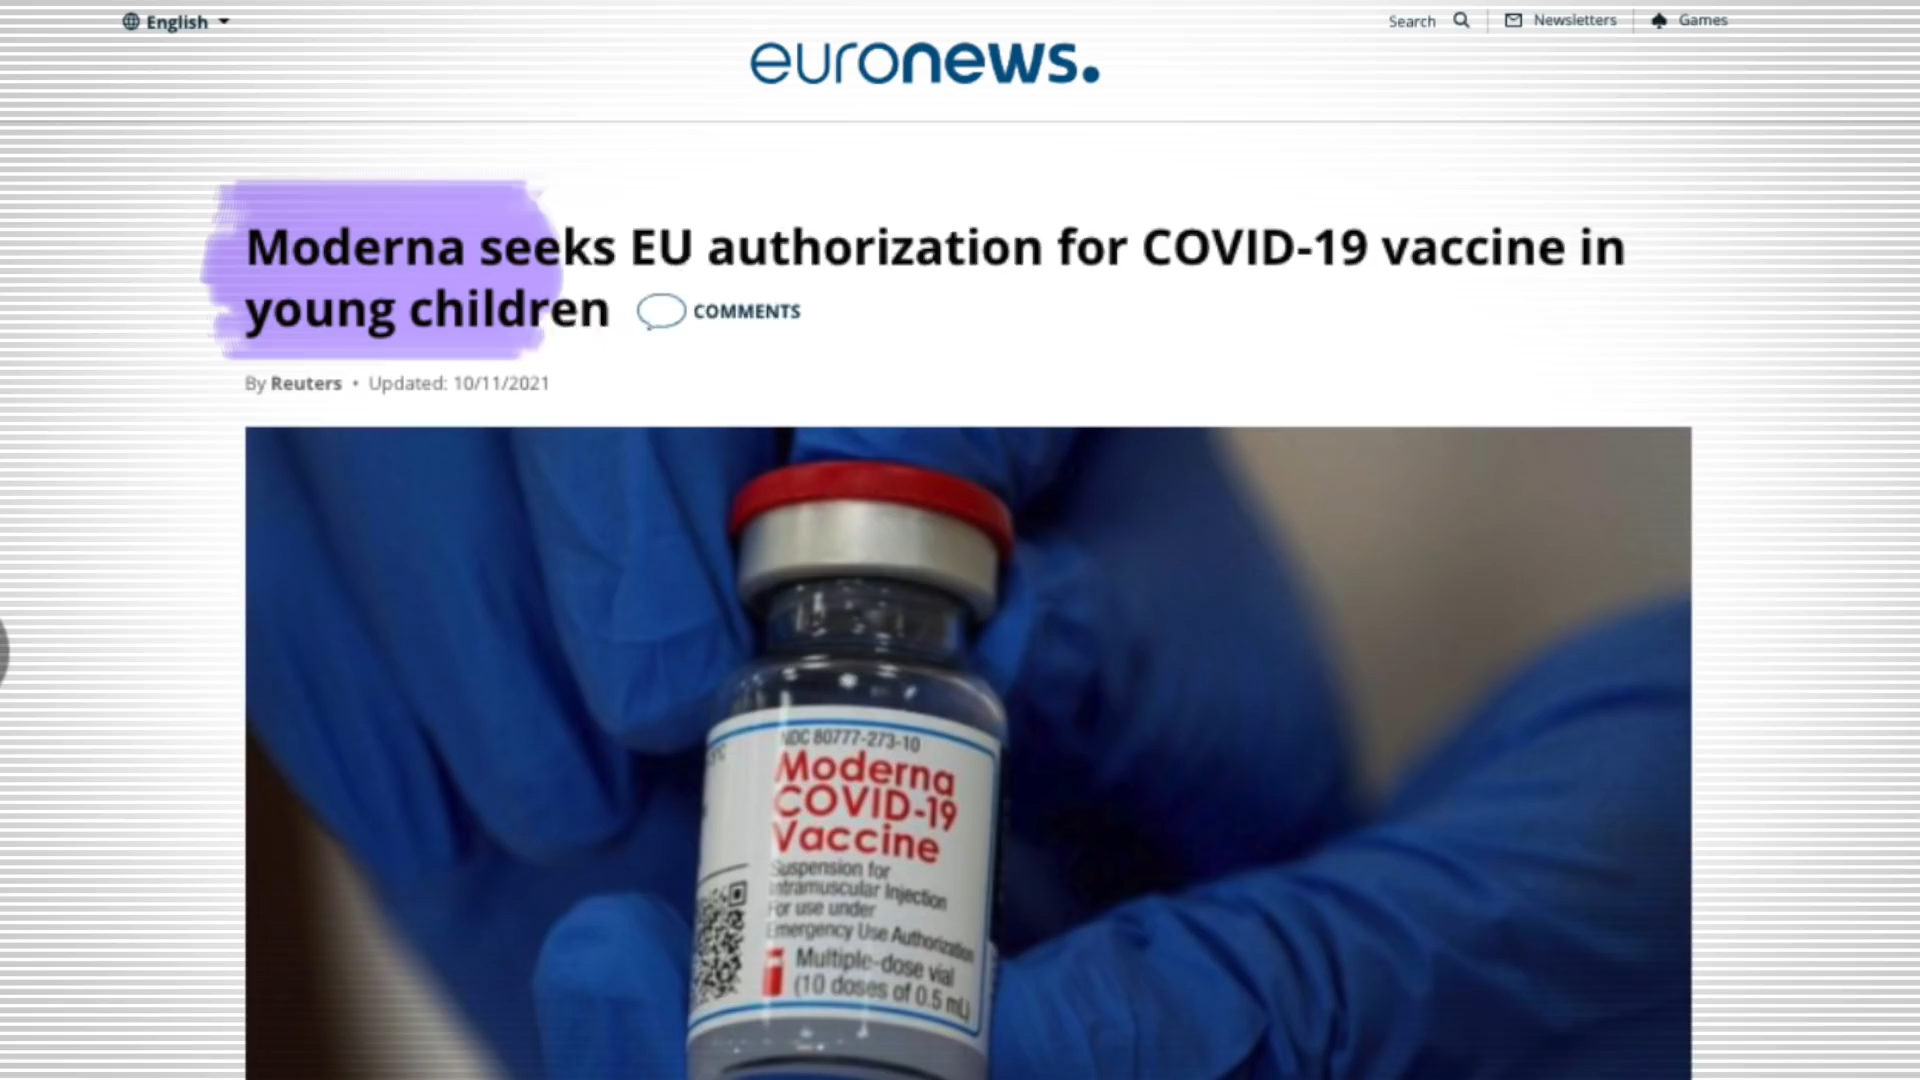 English
Search
Newsletters
Games
euronews.
Moderna seeks EU authorization for COVID-19 vaccine in
young children
COMMENTS
By Reuters • Updated: 10/11/2021
NDC 80777-273-10
Moderna
COVID-19
Vaccine
Suspension for
Intramuscular Injection
For use under
Emergency Use Authorization
Multiple-dose vial
(10 doses of 0.5 mL)